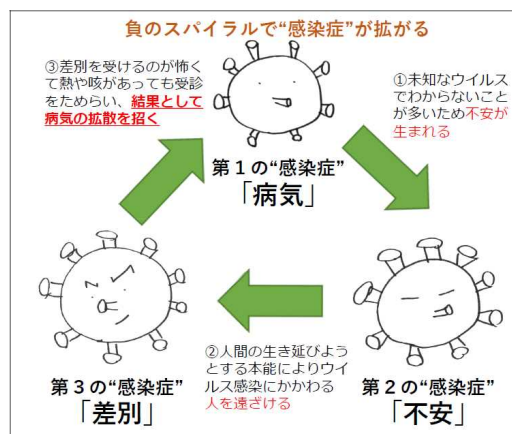 負のスパイラルで“感染症”が拡がる
③差別を受けるのが怖く
て熱や咳があっても受診
をためらい、結果として
病気の拡散を招く
①未知なウイルス
でわからないこと
が多いため不安が
生まれる
第１の“感染症”
「病気」
②人間の生き延びよう
とする本能によりウイ
ルス感染にかかわる
人を遠ざける
第３の“感染症”
「差別」
第２の“感染症”
「不安」